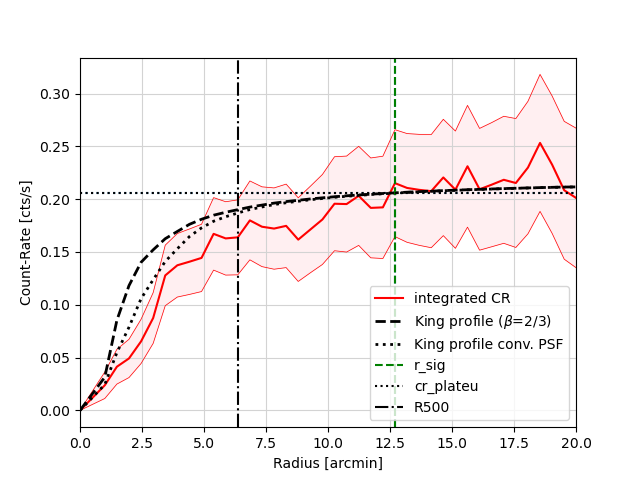 0.30
0.25
0.20
0.15
0.10
0.05
0.00
Count-Rate [cts/s]
integrated CR
King profile (β=2/3)
King profile conv. PSF
r_sig
cr_plateu
R500
0.0 2.5 5.0 7.5 10.0 12.5 15.0 17.5 20.0
Radius [arcmin]